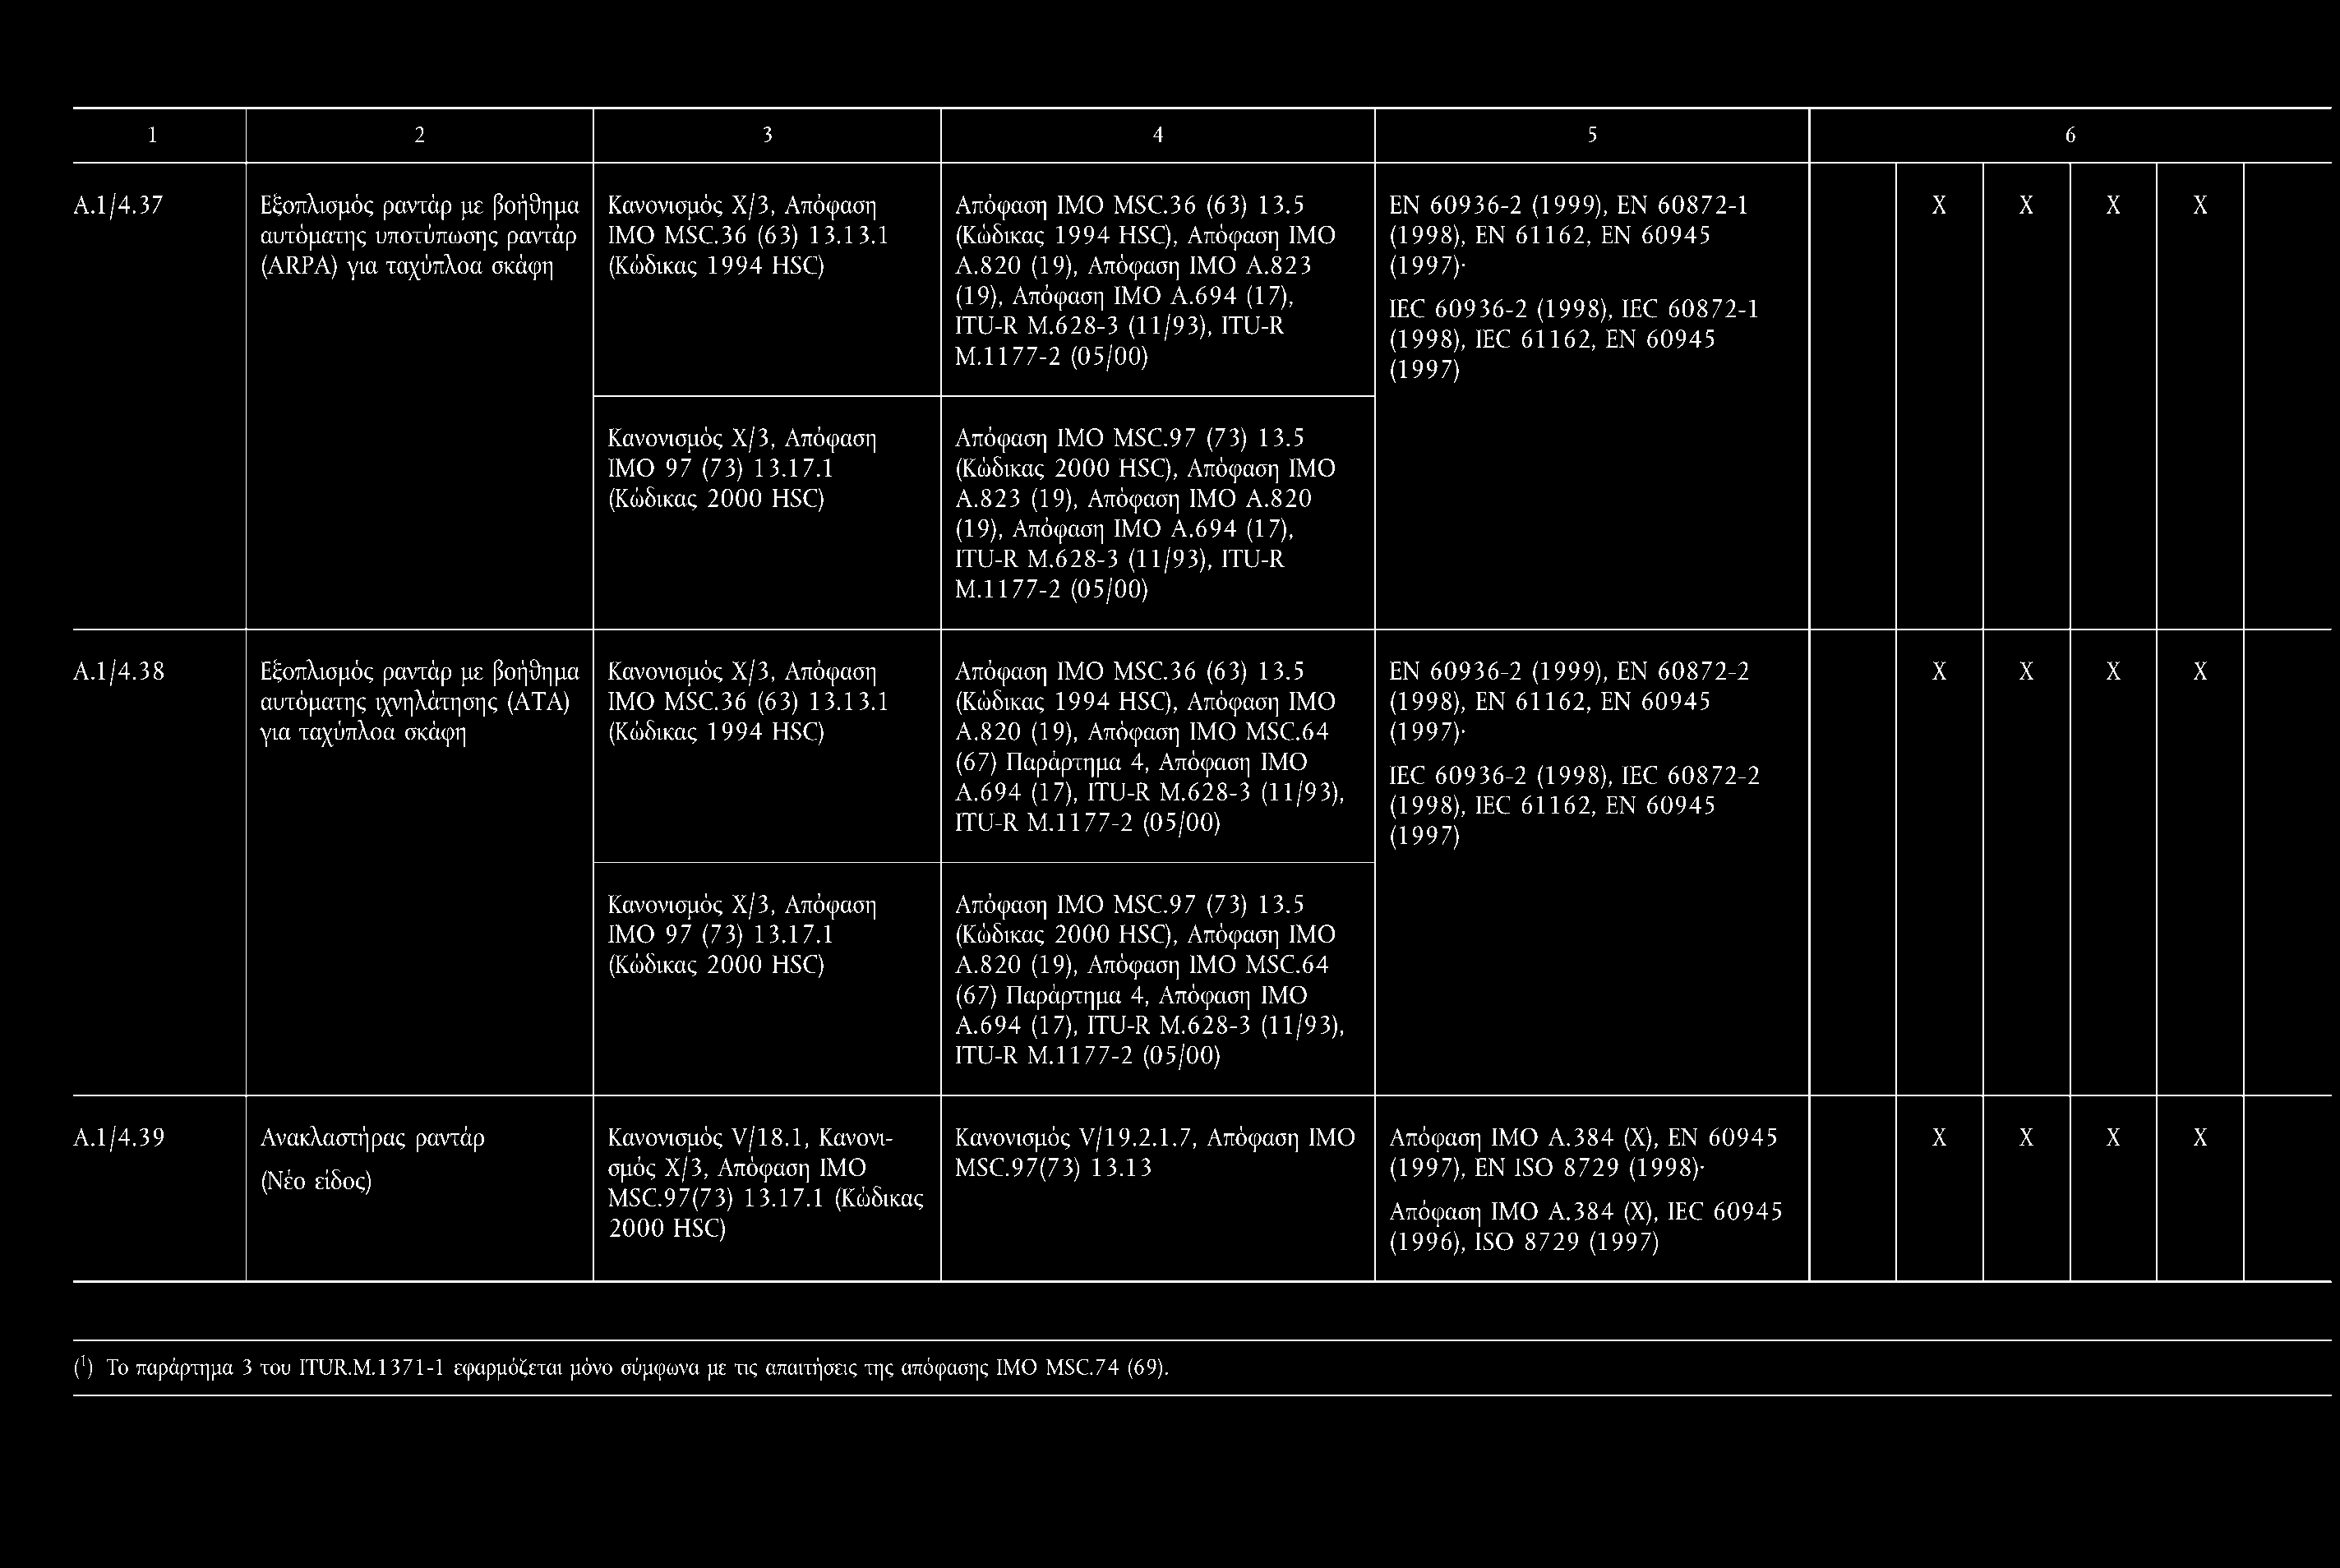 1 2 3 4 5 6
Α.1/4.37
Εξοπλισμός ραντάρ με βοήθημα
αυτόματης υποτύπωσης ραντάρ
(ARPA) για ταχύπλοα σκάφη
Κανονισμός X/3, Απόφαση
IMO MSC.36 (63) 13.13.1
(Κώδικας 1994 HSC)
Απόφαση IMO MSC.36 (63) 13.5
(Κώδικας 1994 HSC), Απόφαση IMO
A.820 (19), Απόφαση IMO A.823
(19), Απόφαση IMO A.694 (17),
ITU-R M.628-3 (11/93), ITU-R
M.1177-2 (05/00)
EN 60936-2 (1999), EN 60872-1
(1998), EN 61162, EN 60945
(1997)·
IEC 60936-2 (1998), IEC 60872-1
(1998), IEC 61162, EN 60945
(1997)
X X X X
Κανονισμός X/3, Απόφαση
IMO 97 (73) 13.17.1
(Κώδικας 2000 HSC)
Απόφαση IMO MSC.97 (73) 13.5
(Κώδικας 2000 HSC), Απόφαση IMO
A.823 (19), Απόφαση IMO A.820
(19), Απόφαση IMO A.694 (17),
ITU-R M.628-3 (11/93), ITU-R
M.1177-2 (05/00)
Α.1/4.38
Εξοπλισμός ραντάρ με βοήθημα
αυτόματης ιχνηλάτησης (ATA)
για ταχύπλοα σκάφη
Κανονισμός X/3, Απόφαση
IMO MSC.36 (63) 13.13.1
(Κώδικας 1994 HSC)
Απόφαση IMO MSC.36 (63) 13.5
(Κώδικας 1994 HSC), Απόφαση IMO
A.820 (19), Απόφαση IMO MSC.64
(67) Παράρτημα 4, Απόφαση IMO
A.694 (17), ITU-R M.628-3 (11/93),
ITU-R M.1177-2 (05/00)
EN 60936-2 (1999), EN 60872-2
(1998), EN 61162, EN 60945
(1997)·
IEC 60936-2 (1998), IEC 60872-2
(1998), IEC 61162, EN 60945
(1997)
X X X X
Κανονισμός X/3, Απόφαση
IMO 97 (73) 13.17.1
(Κώδικας 2000 HSC)
Απόφαση IMO MSC.97 (73) 13.5
(Κώδικας 2000 HSC), Απόφαση IMO
A.820 (19), Απόφαση IMO MSC.64
(67) Παράρτημα 4, Απόφαση IMO
A.694 (17), ITU-R M.628-3 (11/93),
ITU-R M.1177-2 (05/00)
Α.1/4.39
Ανακλαστήρας ραντάρ
(Νέο είδος)
Κανονισμός V/18.1, Κανονι-
σμός X/3, Απόφαση IMO
MSC.97(73) 13.17.1 (Κώδικας
2000 HSC)
Κανονισμός V/19.2.1.7, Απόφαση IMO
MSC.97(73) 13.13
Απόφαση IMO A.384 (X), EN 60945
(1997), EN ISO 8729 (1998)·
Απόφαση IMO A.384 (X), IEC 60945
(1996), ISO 8729 (1997)
X X X X
(¹) Το παράρτημα 3 του ITUR.M.1371-1 εφαρμόζεται μόνο σύμφωνα με τις απαιτήσεις της απόφασης IMO MSC.74 (69).